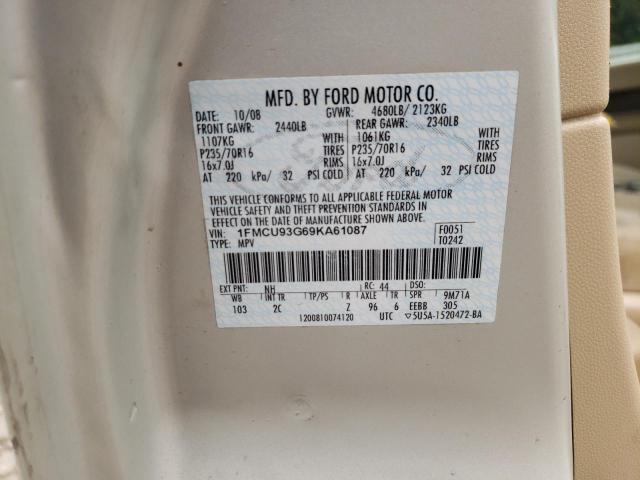 MFD. BY FORD MOTOR CO.
DATE: 10/08 GVWR: 4680LB/ 2123KG
FRONT GAWR: 2440LB REAR GAWR: 2340LB
1107KG 1061KG
P235/70R16 TIRES P235/70R16 TIRES
16x7.0J RIMS 16x7.0J RIMS
AT 220 kPa/ 32 PSI COLD AT 220 kPa/ 32 PSI COLD
THIS VEHICLE CONFORMS TO ALL APPLICABLE FEDERAL MOTOR
VEHICLE SAFETY AND THEFT PREVENTION STANDARDS IN
EFFECT ON THE DATE OF MANUFACTURE SHOWN ABOVE.
VIN: 1FMCU93G69KA61087 F0051
TYPE: MPV T0242
EXT PNT: NH RC: 44 DSO:
WB INT TR TP/PS R AXLE TR SPR 9M71A
103 2C Z 96 6 EEBB 305
1200810074120 UTC 5U5A-1520472-BA